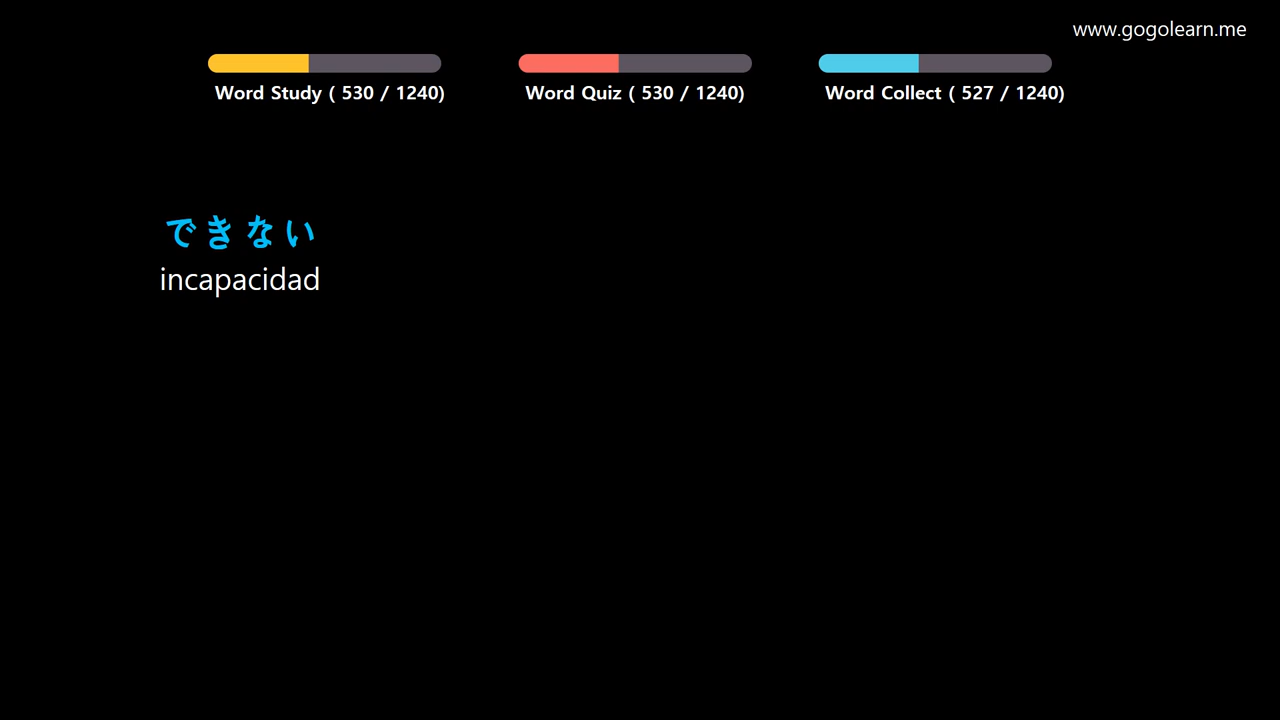 www.gogolearn.me
Word Study ( 530 / 1240)
Word Quiz ( 530 / 1240)
Word Collect ( 527 / 1240)
できない
incapacidad